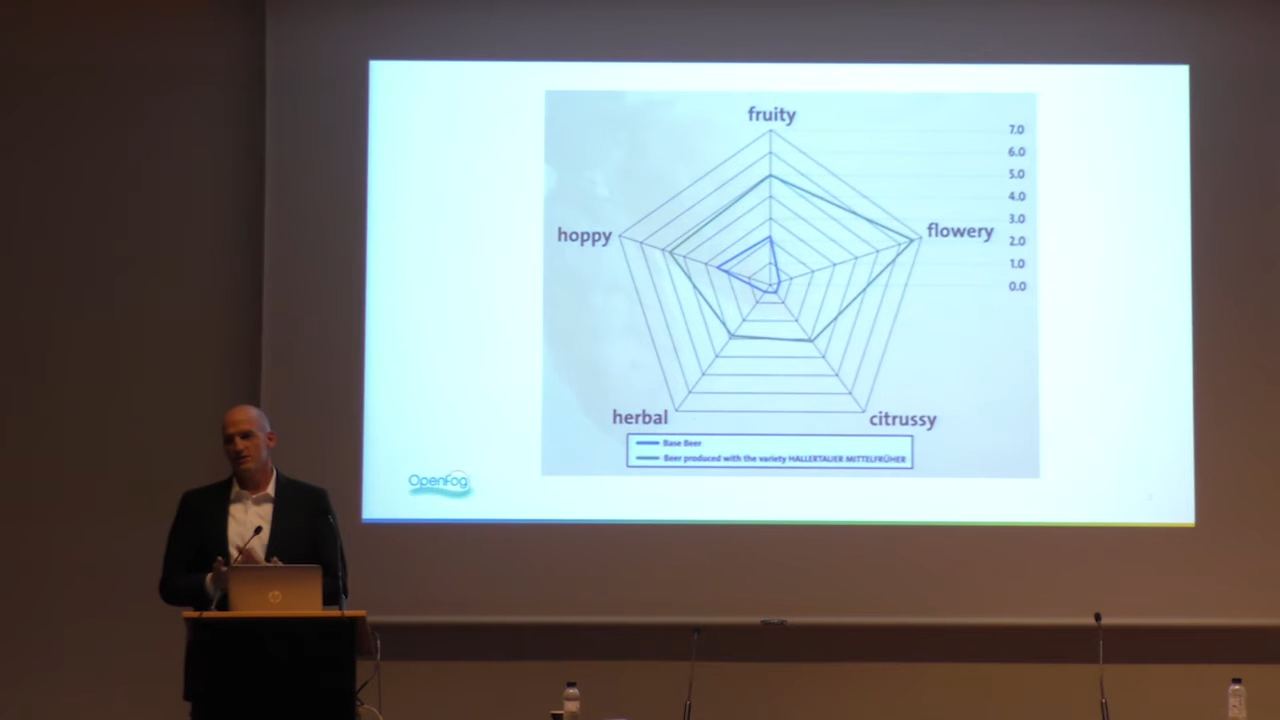 fruity
7.0
6.0
5.0
4.0
3.0
2.0
1.0
0.0
hoppy
flowery
herbal
citrussy
Base Beer
Beer produced with the variety HALLERTAUER MITTELFRÜHER
OpenFog
hp